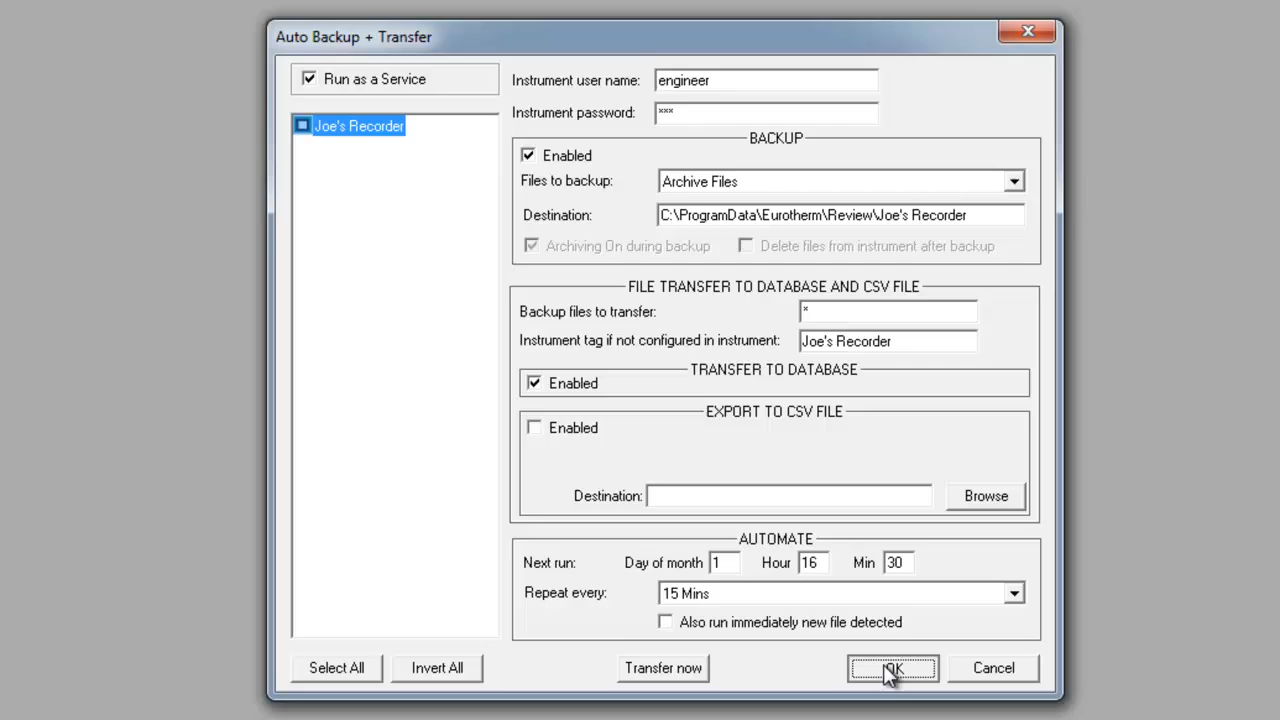 Auto Backup + Transfer
Run as a Service
Joe's Recorder
Instrument user name: engineer
Instrument password: ***
BACKUP
Enabled
Files to backup: Archive Files
Destination: C:\ProgramData\Eurotherm\Review\Joe's Recorder
Archiving On during backup Delete files from instrument after backup
FILE TRANSFER TO DATABASE AND CSV FILE
Backup files to transfer: *
Instrument tag if not configured in instrument: Joe's Recorder
TRANSFER TO DATABASE
Enabled
EXPORT TO CSV FILE
Enabled
Destination: Browse
AUTOMATE
Next run: Day of month 1 Hour 16 Min 30
Repeat every: 15 Mins
Also run immediately new file detected
Select All Invert All Transfer now OK Cancel